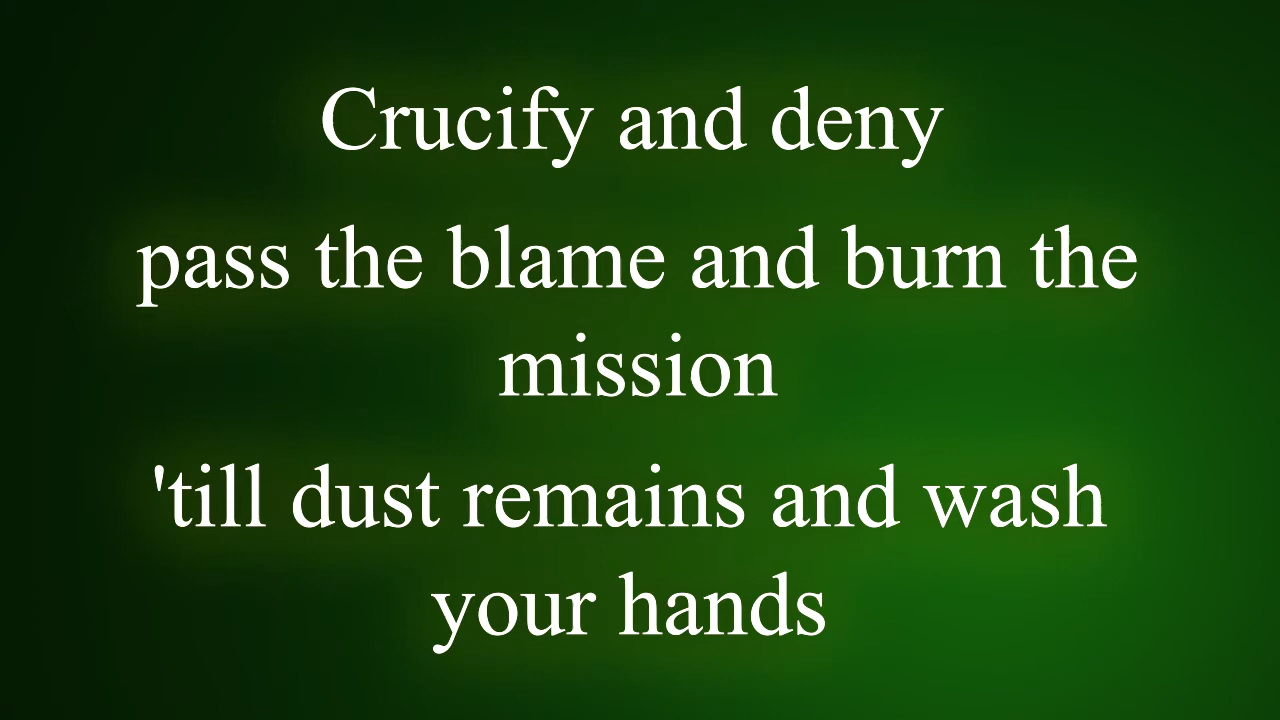 Crucify and deny
pass the blame and burn the
mission
'till dust remains and wash
your hands